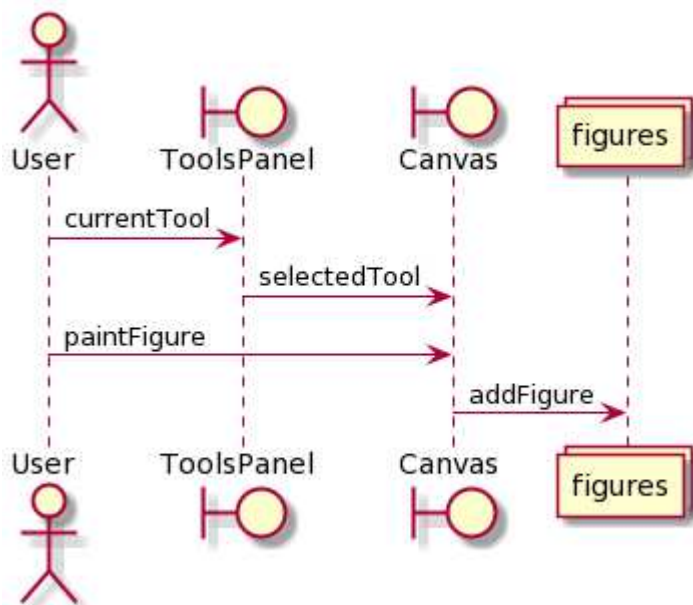 User
ToolsPanel
Canvas
figures
currentTool
selectedTool
paintFigure
addFigure
User
ToolsPanel
Canvas
figures